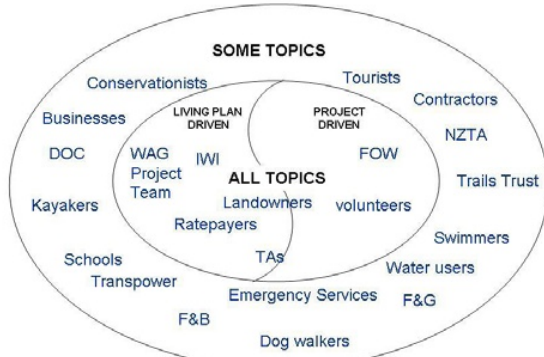 SOME TOPICS
Conservationists
Tourists
Contractors
Businesses
LIVING PLAN
DRIVEN
PROJECT
DRIVEN
NZTA
DOC
WAG
Project
Team
IWI
FOW
ALL TOPICS
Trails Trust
Kayakers
Landowners
volunteers
Ratepayers
Swimmers
Schools
TAs
Water users
Transpower
Emergency Services
F&G
F&B
Dog walkers